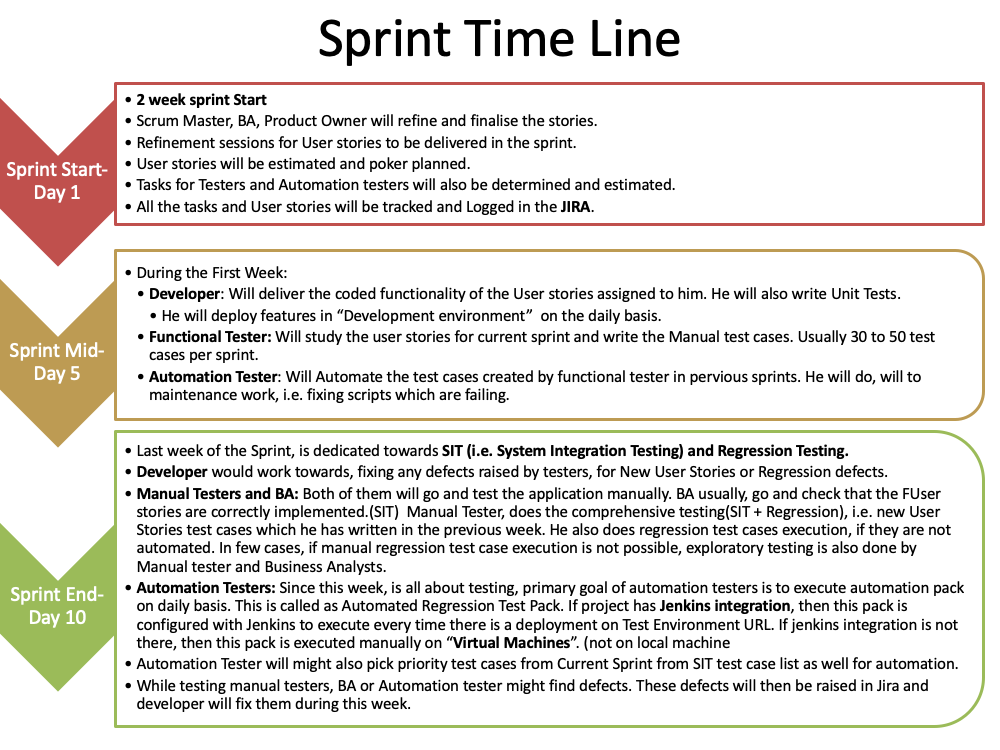 Sprint Time Line
Sprint Start-
Day 1
• 2 week sprint Start
• Scrum Master, BA, Product Owner will refine and finalise the stories.
• Refinement sessions for User stories to be delivered in the sprint.
• User stories will be estimated and poker planned.
• Tasks for Testers and Automation testers will also be determined and estimated.
• All the tasks and User stories will be tracked and Logged in the JIRA.
Sprint Mid-
Day 5
• During the First Week:
• Developer: Will deliver the coded functionality of the User stories assigned to him. He will also write Unit Tests.
• He will deploy features in “Development environment” on the daily basis.
• Functional Tester: Will study the user stories for current sprint and write the Manual test cases. Usually 30 to 50 test
cases per sprint.
• Automation Tester: Will Automate the test cases created by functional tester in pervious sprints. He will do, will to
maintenance work, i.e. fixing scripts which are failing.
Sprint End-
Day 10
• Last week of the Sprint, is dedicated towards SIT (i.e. System Integration Testing) and Regression Testing.
• Developer would work towards, fixing any defects raised by testers, for New User Stories or Regression defects.
• Manual Testers and BA: Both of them will go and test the application manually. BA usually, go and check that the FUser
stories are correctly implemented.(SIT) Manual Tester, does the comprehensive testing(SIT + Regression), i.e. new User
Stories test cases which he has written in the previous week. He also does regression test cases execution, if they are not
automated. In few cases, if manual regression test case execution is not possible, exploratory testing is also done by
Manual tester and Business Analysts.
• Automation Testers: Since this week, is all about testing, primary goal of automation testers is to execute automation pack
on daily basis. This is called as Automated Regression Test Pack. If project has Jenkins integration, then this pack is
configured with Jenkins to execute every time there is a deployment on Test Environment URL. If jenkins integration is not
there, then this pack is executed manually on “Virtual Machines”. (not on local machine
• Automation Tester will might also pick priority test cases from Current Sprint from SIT test case list as well for automation.
• While testing manual testers, BA or Automation tester might find defects. These defects will then be raised in Jira and
developer will fix them during this week.